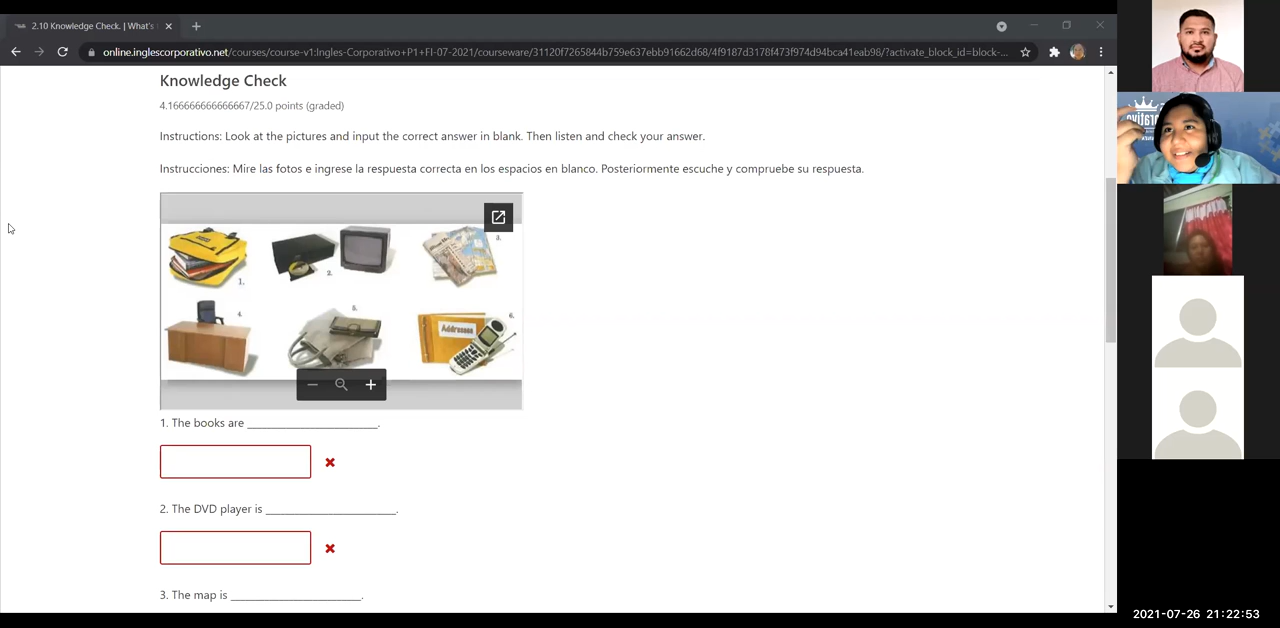 2.10 Knowledge Check. | What's
online.inglescorporativo.net/courses/course-v1:Ingles-Corporativo+P1+FI-07-2021/courseware/31120f7265844b759e637ebb91662d68/4f9187d3178f473f974d94bca41eab98/?activate_block_id=block-...
Knowledge Check
4.166666666666667/25.0 points (graded)
Instructions: Look at the pictures and input the correct answer in blank. Then listen and check your answer.
Instrucciones: Mire las fotos e ingrese la respuesta correcta en los espacios en blanco. Posteriormente escuche y compruebe su respuesta.
1.
2.
3.
4.
5.
6.
Addresses
1. The books are ______________________.
2. The DVD player is ______________________.
3. The map is ______________________.
2021-07-26 21:22:53